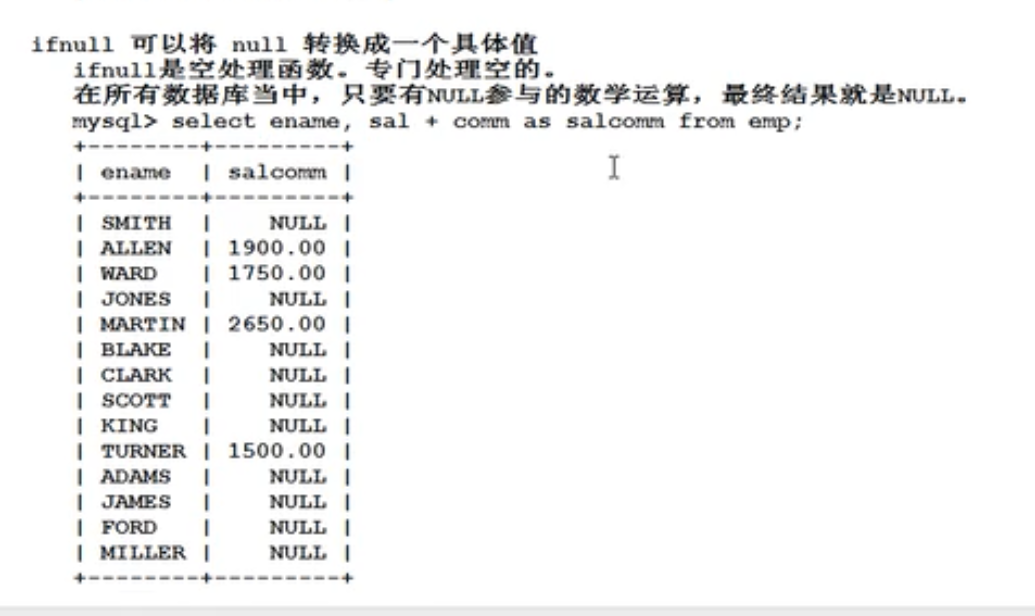 ifnull 可以将 null 转换成一个具体值
ifnull是空处理函数。专门处理空的。
在所有数据库当中，只要有NULL参与的数学运算，最终结果就是NULL。
mysql> select ename, sal + comm as salcomm from emp;
+--------+---------+
| ename  | salcomm |
+--------+---------+
| SMITH  |    NULL |
| ALLEN  | 1900.00 |
| WARD   | 1750.00 |
| JONES  |    NULL |
| MARTIN | 2650.00 |
| BLAKE  |    NULL |
| CLARK  |    NULL |
| SCOTT  |    NULL |
| KING   |    NULL |
| TURNER | 1500.00 |
| ADAMS  |    NULL |
| JAMES  |    NULL |
| FORD   |    NULL |
| MILLER |    NULL |
+--------+---------+